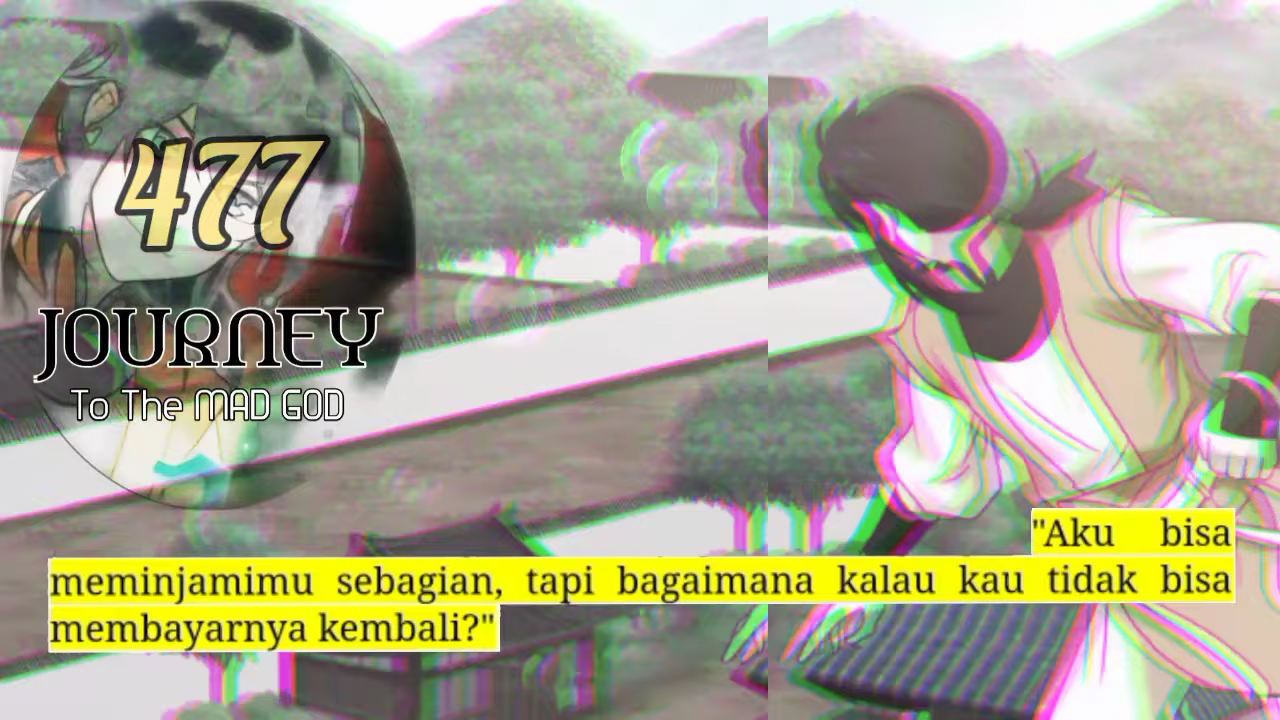 477
JOURNEY
To The MAD GOD
"Aku bisa
meminjamimu sebagian, tapi bagaimana kalau kau tidak bisa
membayarnya kembali?"